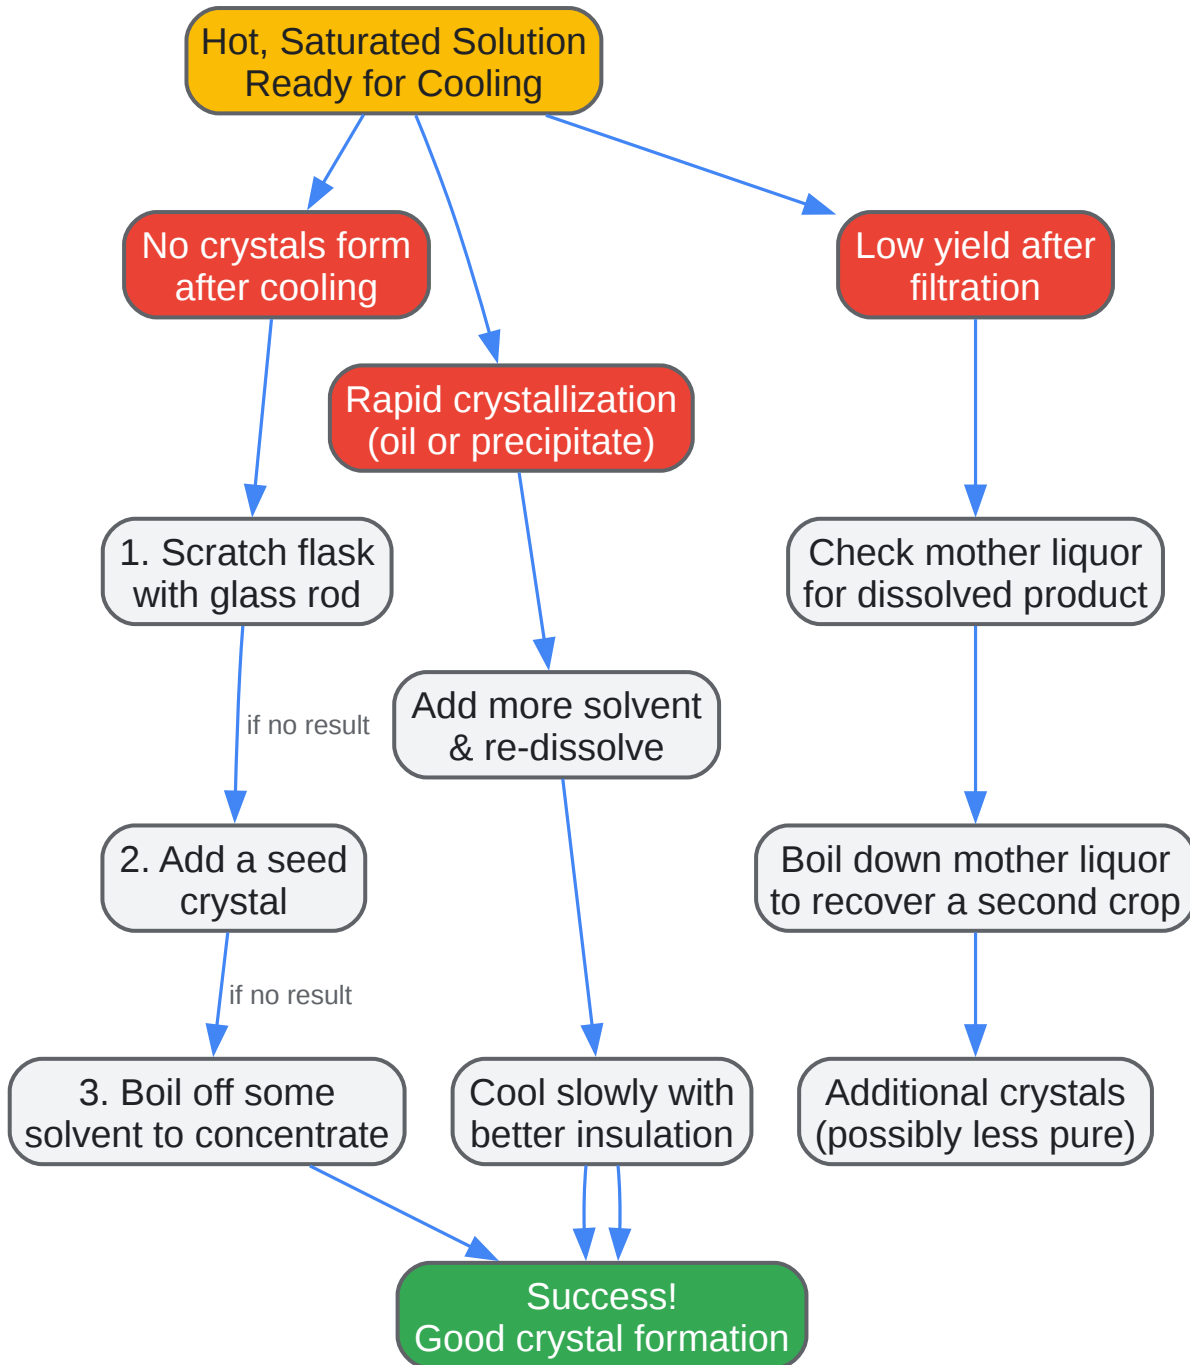 Hot, Saturated Solution
Ready for Cooling
No crystals form
after cooling
Low yield after
filtration
Rapid crystallization
(oil or precipitate)
1. Scratch flask
with glass rod
Check mother liquor
for dissolved product
if no result
Add more solvent
& re-dissolve
2. Add a seed
crystal
Boil down mother liquor
to recover a second crop
if no result
3. Boil off some
solvent to concentrate
Cool slowly with
better insulation
Additional crystals
(possibly less pure)
Success!
Good crystal formation